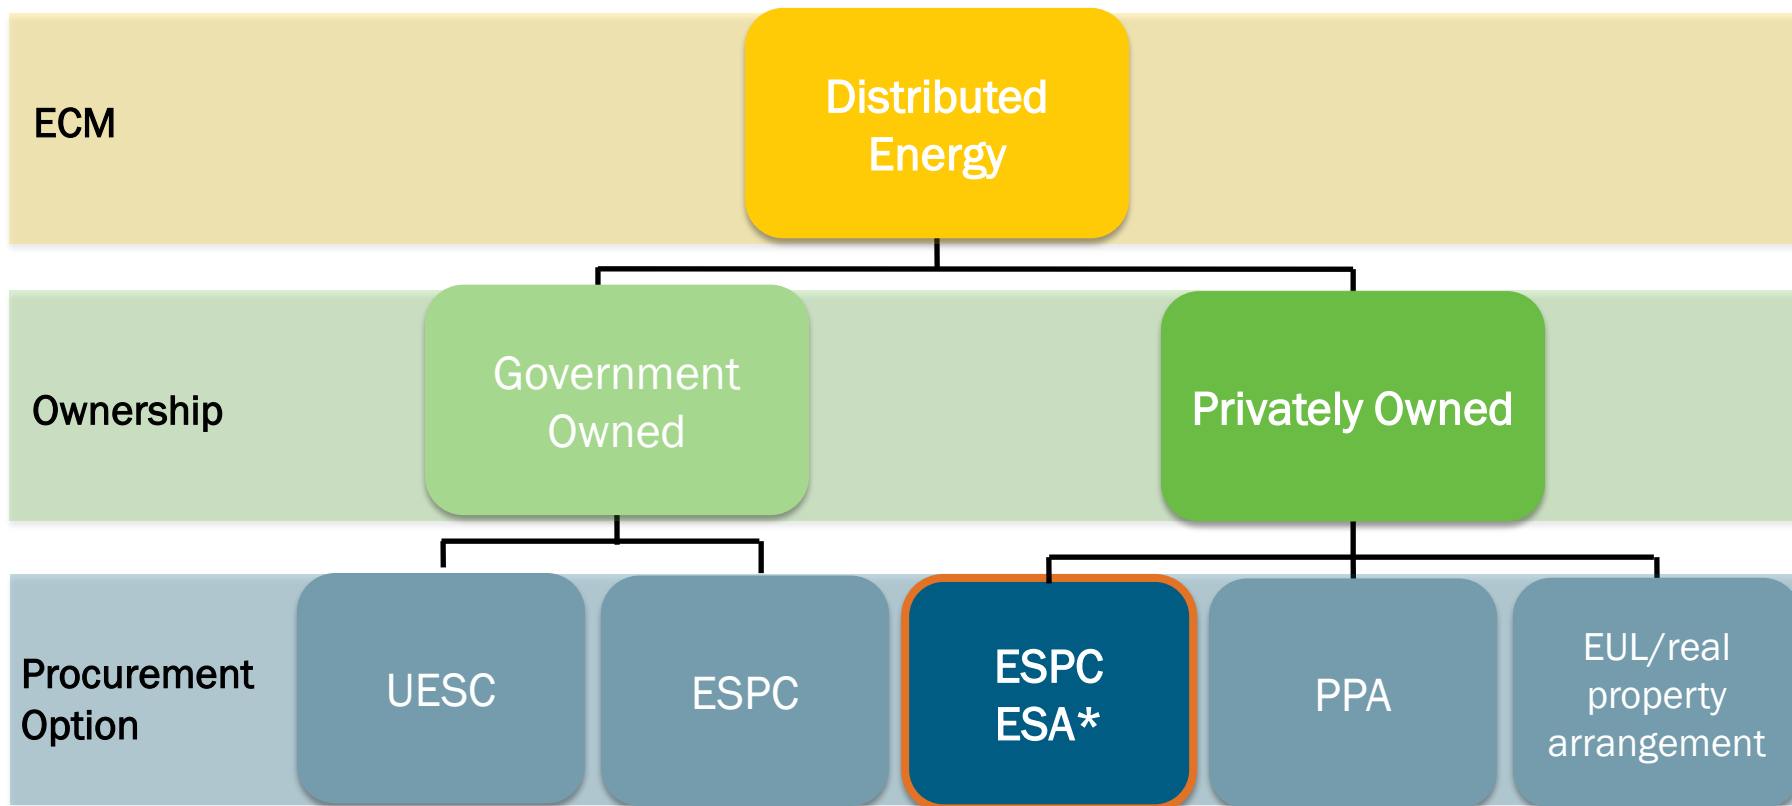 ECM
Distributed
Energy
Ownership
Government
Owned
Privately Owned
Procurement
Option
UESC
ESPC
ESPC
ESA*
PPA
EUL/real
property
arrangement